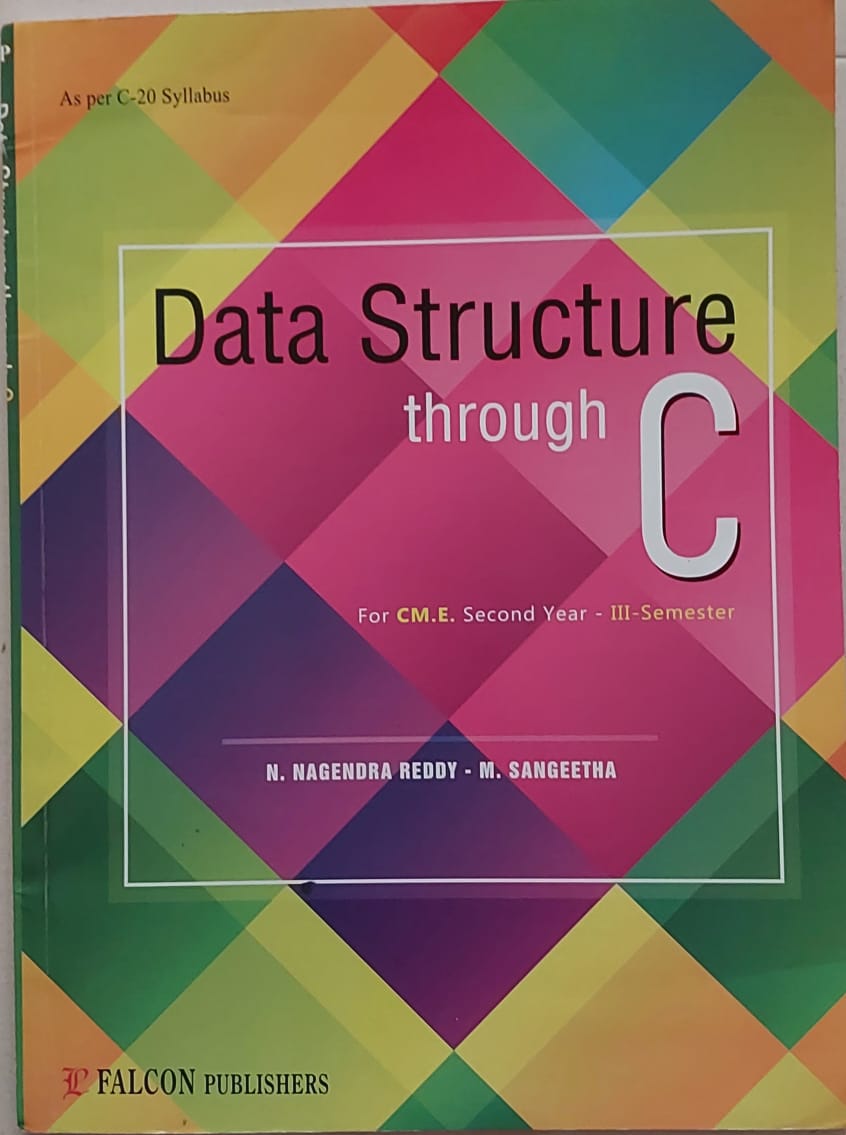 As per C-20 Syllabus
Data Structure
through C
For CM.E. Second Year - III-Semester
N. NAGENDRA REDDY - M. SANGEETHA
FALCON PUBLISHERS